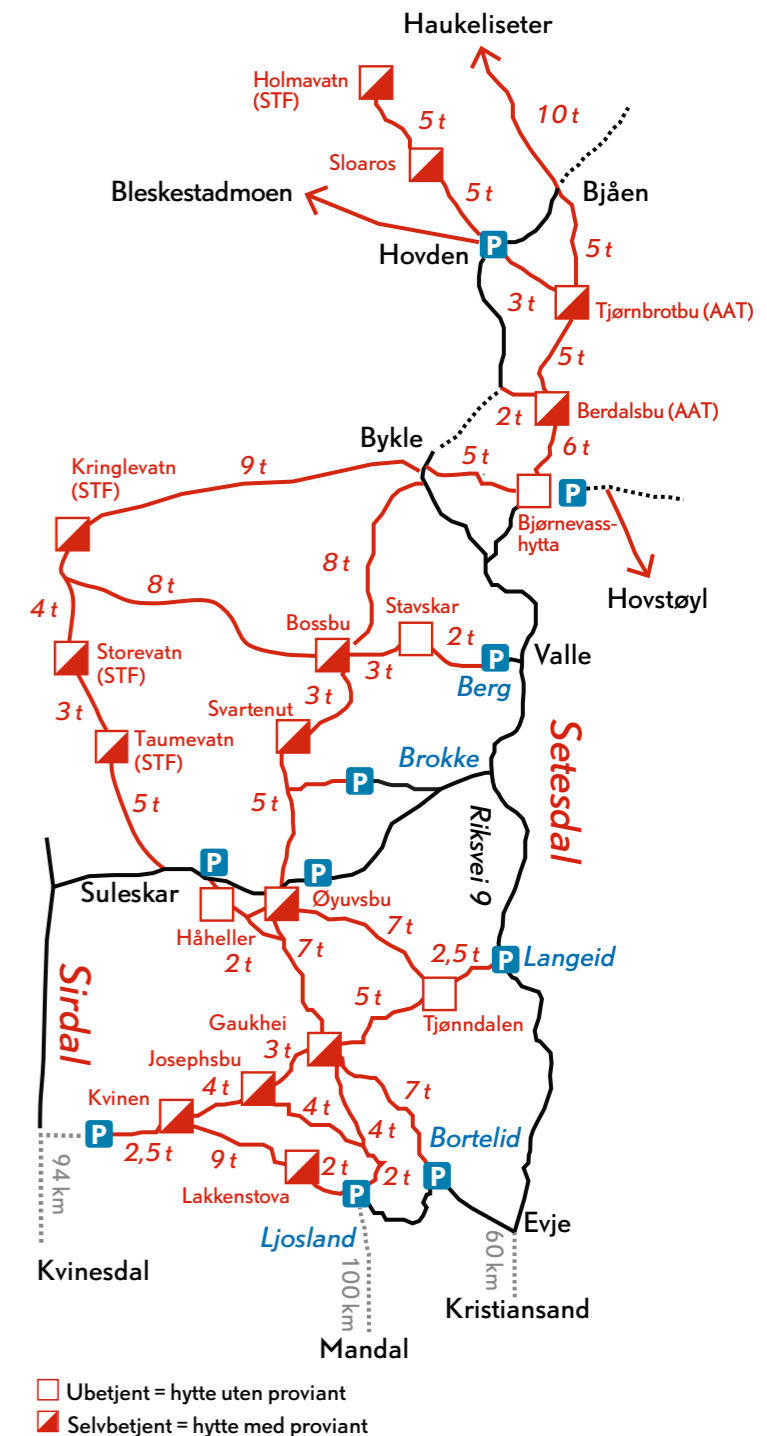 Haukeliseter
Holmavatn
(STF)
10 t
5 t
Sloaros
5 t
Bleskestadmoen
Bjåen
P
Hovden
5 t
3 t
Tjørnbrotbu (AAT)
5 t
2 t
Berdalsbu (AAT)
Bykle
6 t
5 t
9 t
Kringlevatn
(STF)
P
Bjørnevass-
hytta
8 t
8 t
Hovstøyl
4 t
Stavskar
Bossbu
2 t
Storevatn
(STF)
3 t
P
Valle
Berg
3 t
Svartenut
3 t
Taumevatn
(STF)
Setesdal
Brokke
P
5 t
5 t
Riksvei 9
P
P
Suleskar
Øyuvsbu
Håheller
2 t
7 t
7 t
2,5 t
P
Langeid
Sirdal
5 t
Tjønndalen
Gaukhei
3 t
Josephsbu
4 t
Kvinen
4 t
7 t
4 t
Bortelid
P
2,5 t
9 t
2 t
2 t
P
Lakkenstova
P
94 km
Ljosland
Evje
60 km
Kvinesdal
100 km
Kristiansand
Mandal
Ubetjent = hytte uten proviant
Selvbetjent = hytte med proviant